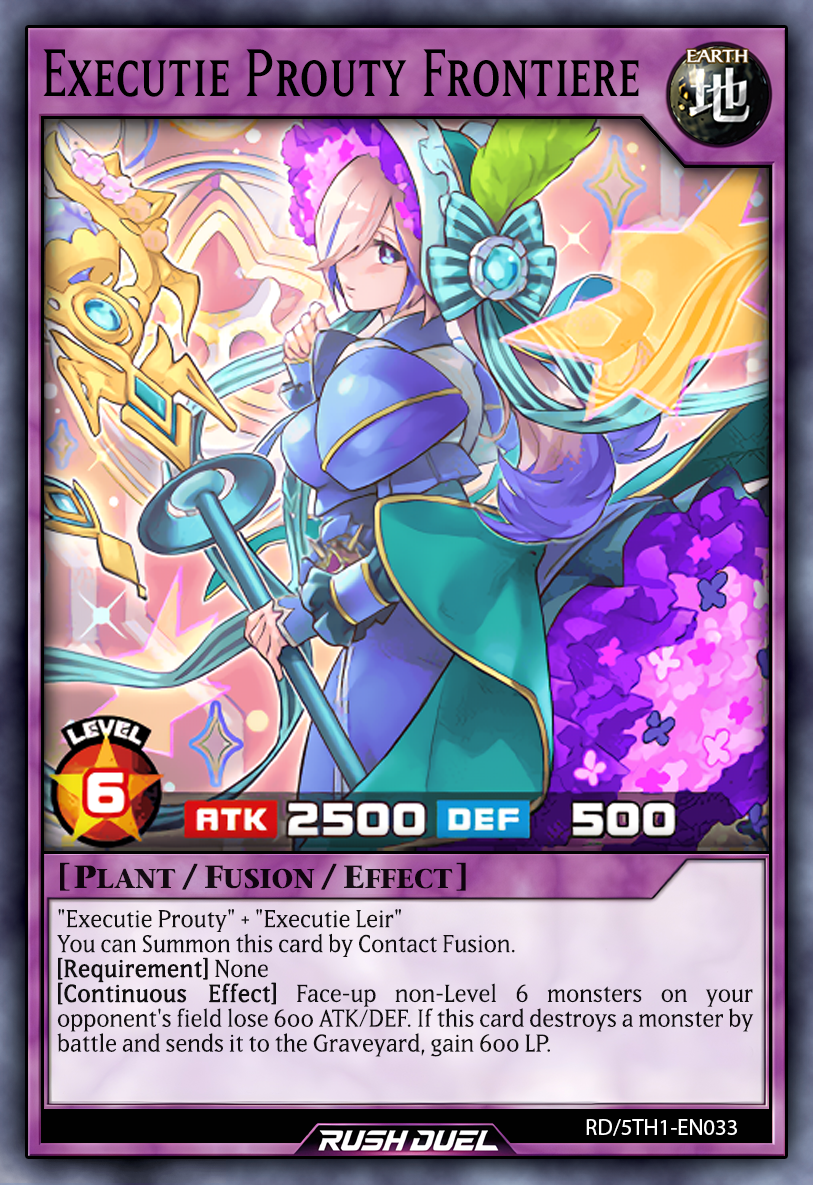 Executie Prouty Frontiere
EARTH
地
LEVEL
6
ATK 2500 DEF 500
[Plant / Fusion / Effect]
"Executie Prouty" + "Executie Leir"
You can Summon this card by Contact Fusion.
[Requirement] None
[Continuous Effect] Face-up non-Level 6 monsters on your
opponent's field lose 600 ATK/DEF. If this card destroys a monster by
battle and sends it to the Graveyard, gain 600 LP.
RD/5TH1-EN033
RUSH DUEL